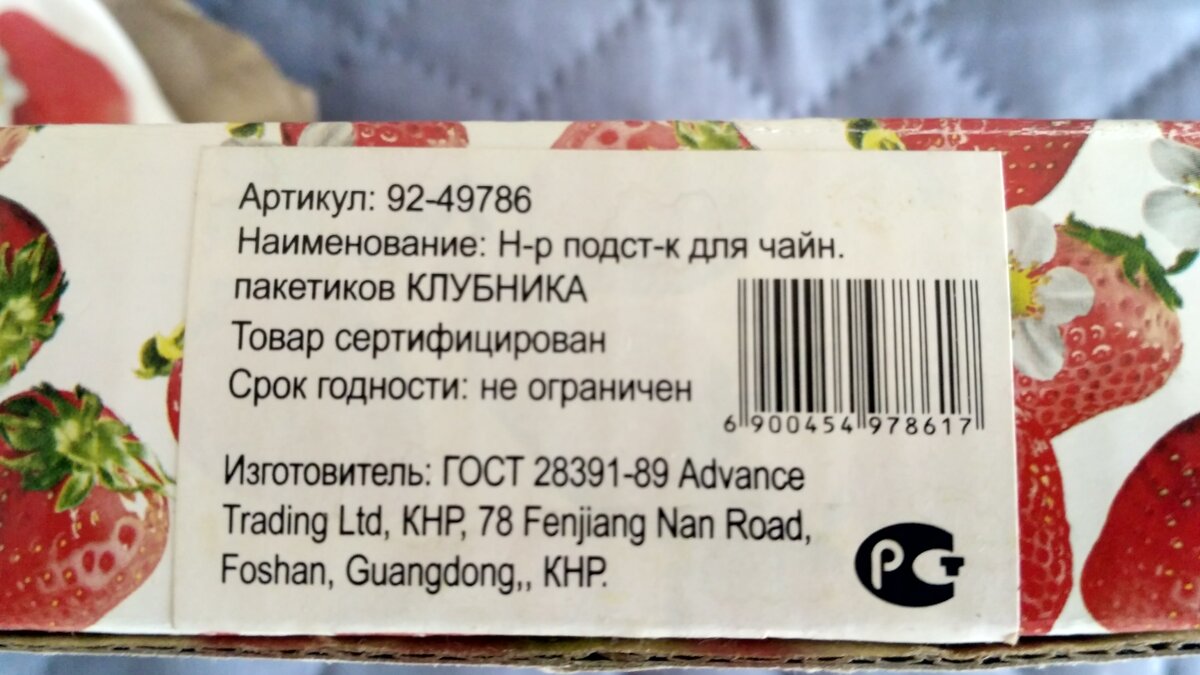 Артикул: 92-49786
Наименование: Н-р подст-к для чайн.
пакетиков КЛУБНИКА
Товар сертифицирован
Срок годности: не ограничен
6 900454 978617
Изготовитель: ГОСТ 28391-89 Advance
Trading Ltd, КНР, 78 Fenjiang Nan Road,
Foshan, Guangdong,, КНР.
РСТ